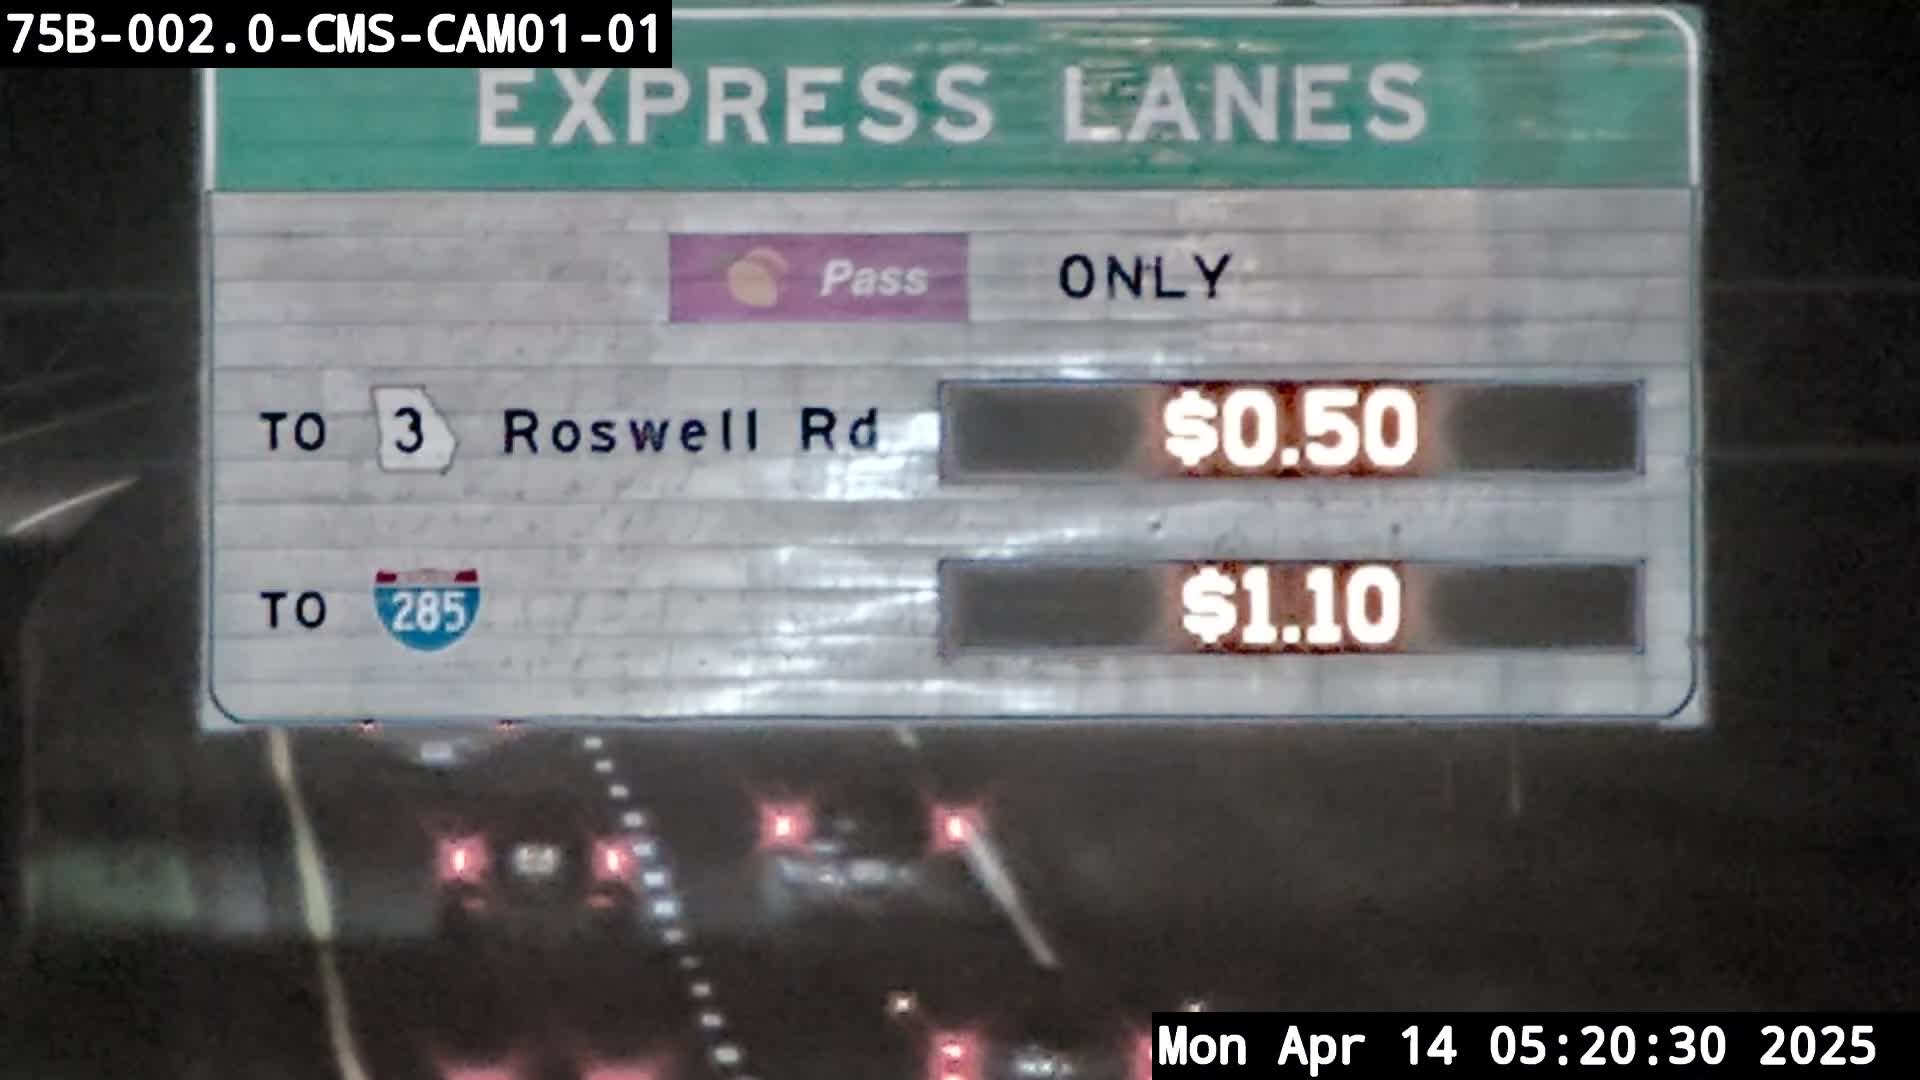 75B-002.0-CMS-CAM01-01
EXPRESS LANES
Pass ONLY
TO 3 Roswell Rd $0.50
TO 285 $1.10
Mon Apr 14 05:20:30 2025